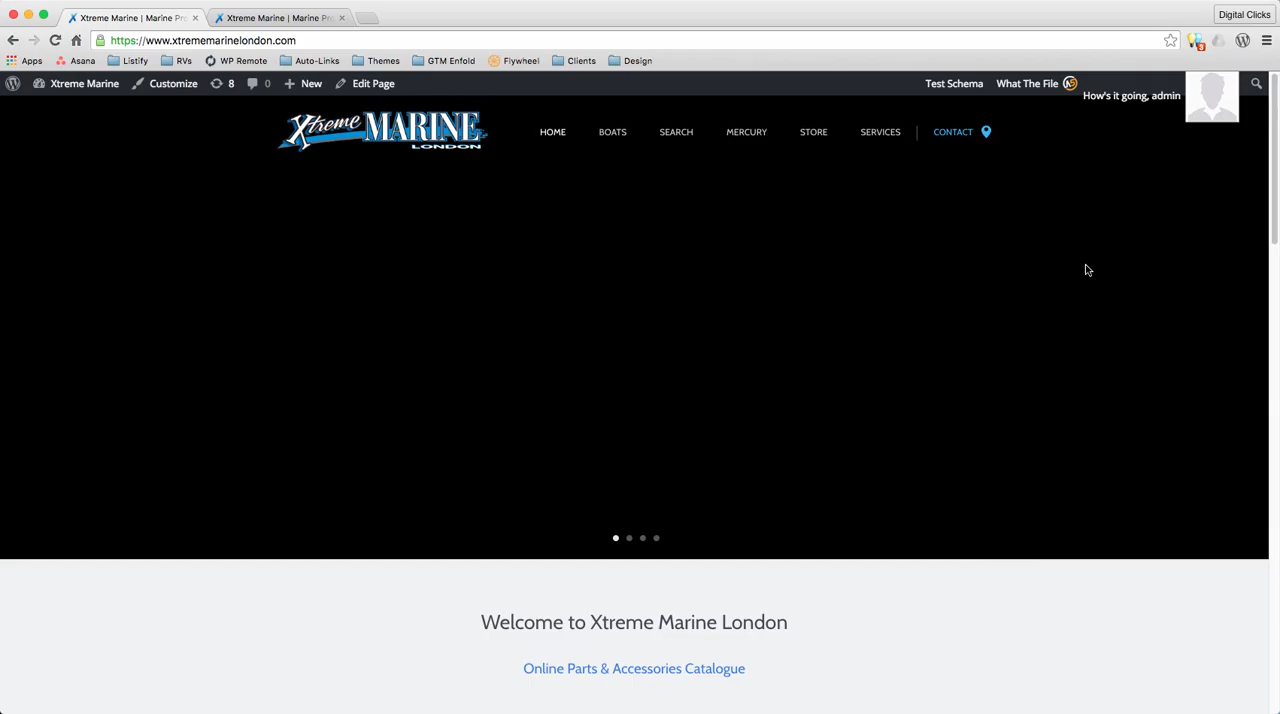 Xtreme Marine | Marine Pro
Xtreme Marine | Marine Pro
Digital Clicks
https://www.xtrememarinelondon.com
3
Apps
Asana
Listify
RVs
WP Remote
Auto-Links
Themes
GTM Enfold
Flywheel
Clients
Design
Xtreme Marine
Customize
8
0
New
Edit Page
Test Schema
What The File
How's it going, admin
Xtreme MARINE
LONDON
HOME
BOATS
SEARCH
MERCURY
STORE
SERVICES
CONTACT
Welcome to Xtreme Marine London
Online Parts & Accessories Catalogue